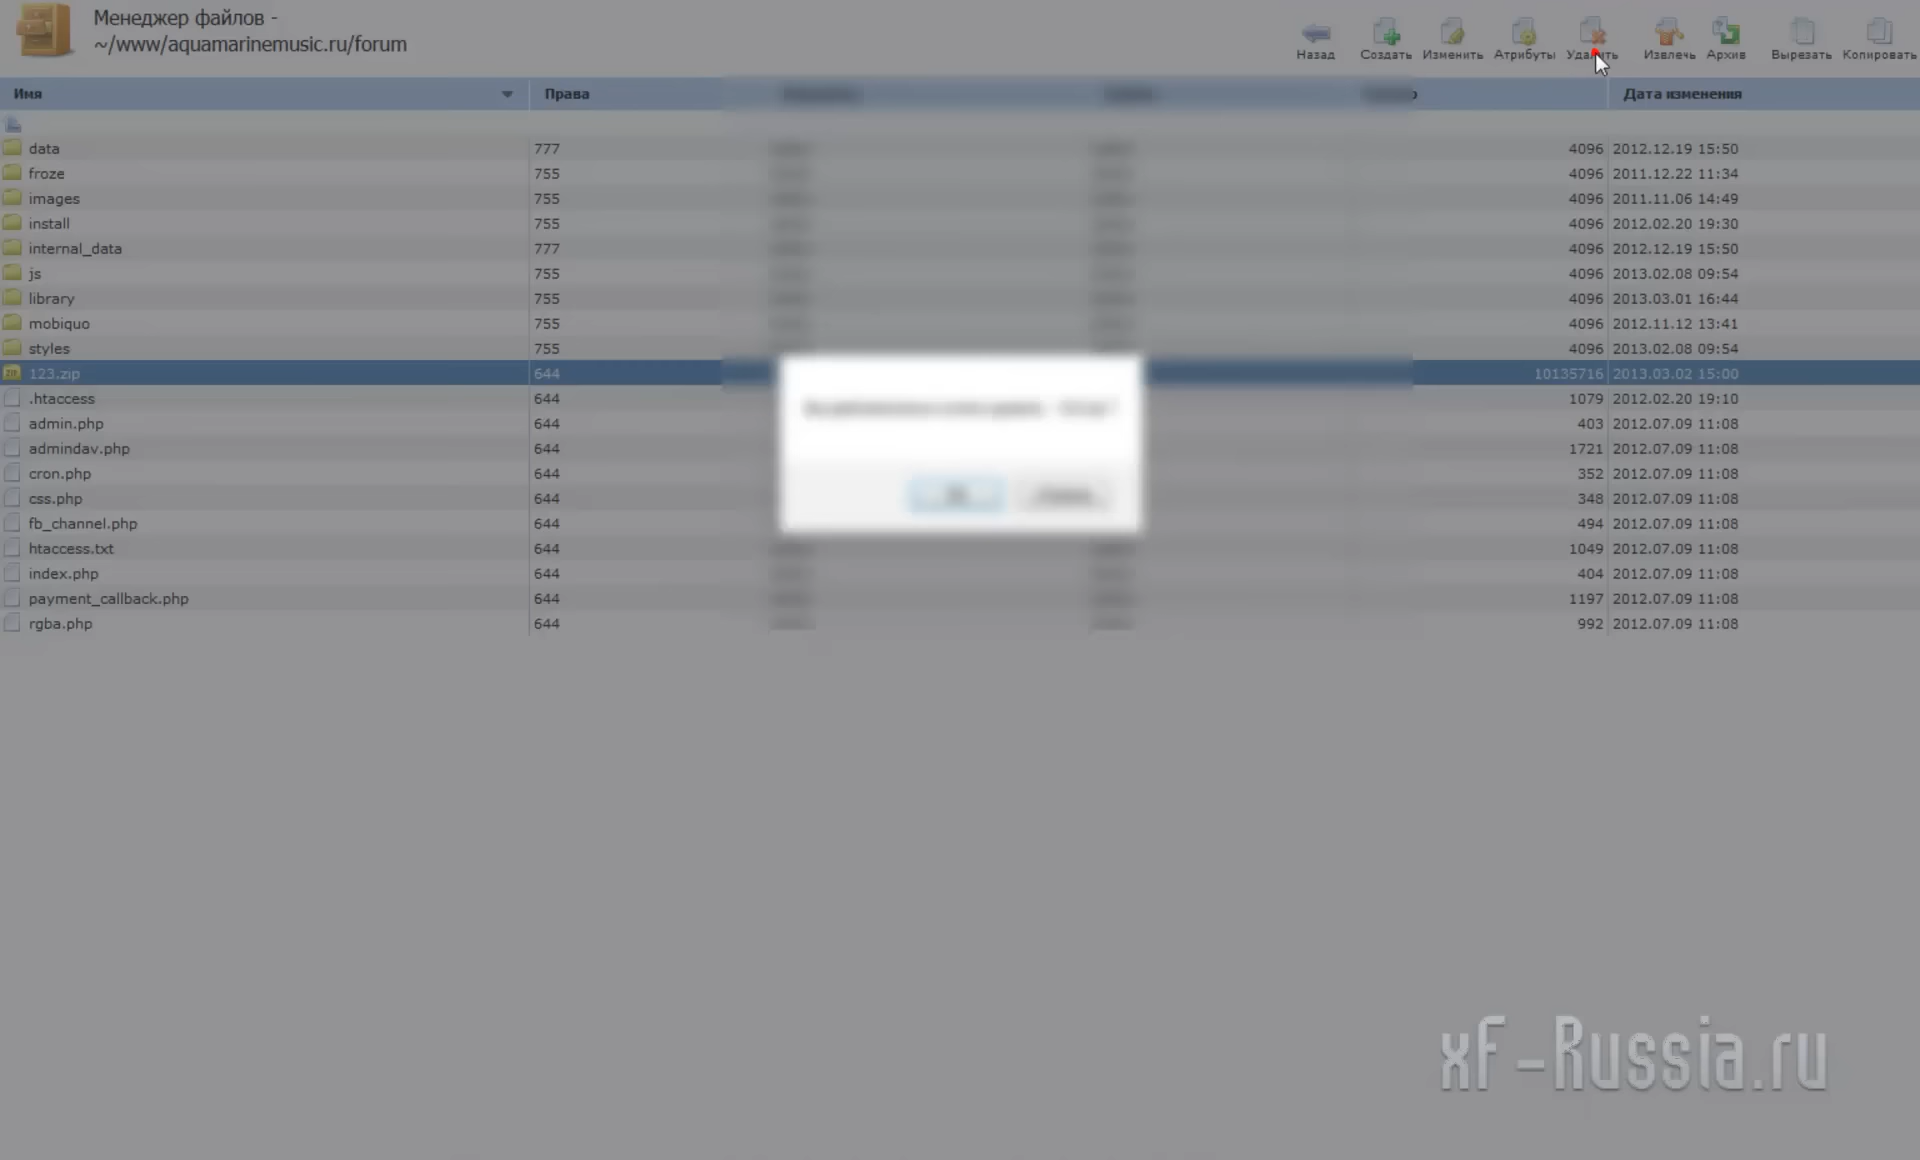 Менеджер файлов -
~/www/aquamarinemusic.ru/forum
Назад Создать Изменить Атрибуты Удалить Извлечь Архив Вырезать Копировать
Имя Права Дата изменения
data 777 4096 2012.12.19 15:50
froze 755 4096 2011.12.22 11:34
images 755 4096 2011.11.06 14:49
install 755 4096 2012.02.20 19:30
internal_data 777 4096 2012.12.19 15:50
js 755 4096 2013.02.08 09:54
library 755 4096 2013.03.01 16:44
mobiquo 755 4096 2012.11.12 13:41
styles 755 4096 2013.02.08 09:54
123.zip 644 10135716 2013.03.02 15:00
.htaccess 644 1079 2012.02.20 19:10
admin.php 644 403 2012.07.09 11:08
admindav.php 644 1721 2012.07.09 11:08
cron.php 644 352 2012.07.09 11:08
css.php 644 348 2012.07.09 11:08
fb_channel.php 644 494 2012.07.09 11:08
htaccess.txt 644 1049 2012.07.09 11:08
index.php 644 404 2012.07.09 11:08
payment_callback.php 644 1197 2012.07.09 11:08
rgba.php 644 992 2012.07.09 11:08
xF-Russia.ru